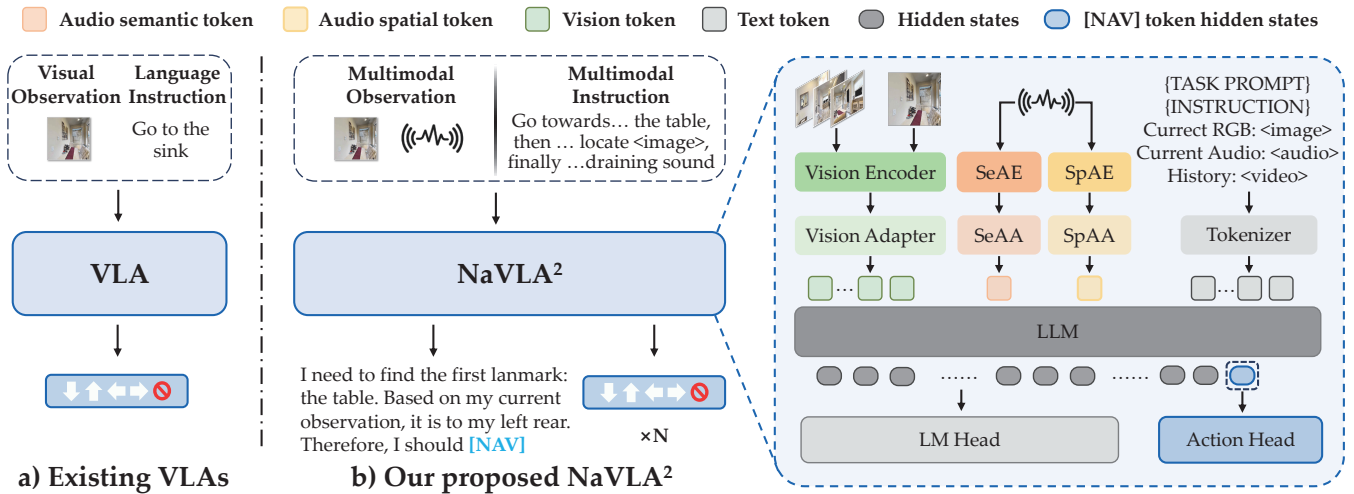 Audio semantic token
Audio spatial token
Vision token
Text token
Hidden states
[NAV] token hidden states
Visual
Observation
Language
Instruction
Go to the
sink
VLA
a) Existing VLAs
Multimodal
Observation
Multimodal
Instruction
Go towards… the table,
then … locate <image>,
finally …draining sound
NaVLA²
I need to find the first lanmark:
the table. Based on my current
observation, it is to my left rear.
Therefore, I should [NAV]
×N
b) Our proposed NaVLA²
{TASK PROMPT}
{INSTRUCTION}
Currect RGB: <image>
Current Audio: <audio>
History: <video>
Vision Encoder
SeAE
SpAE
Vision Adapter
SeAA
SpAA
Tokenizer
...
...
LLM
......
......
LM Head
Action Head